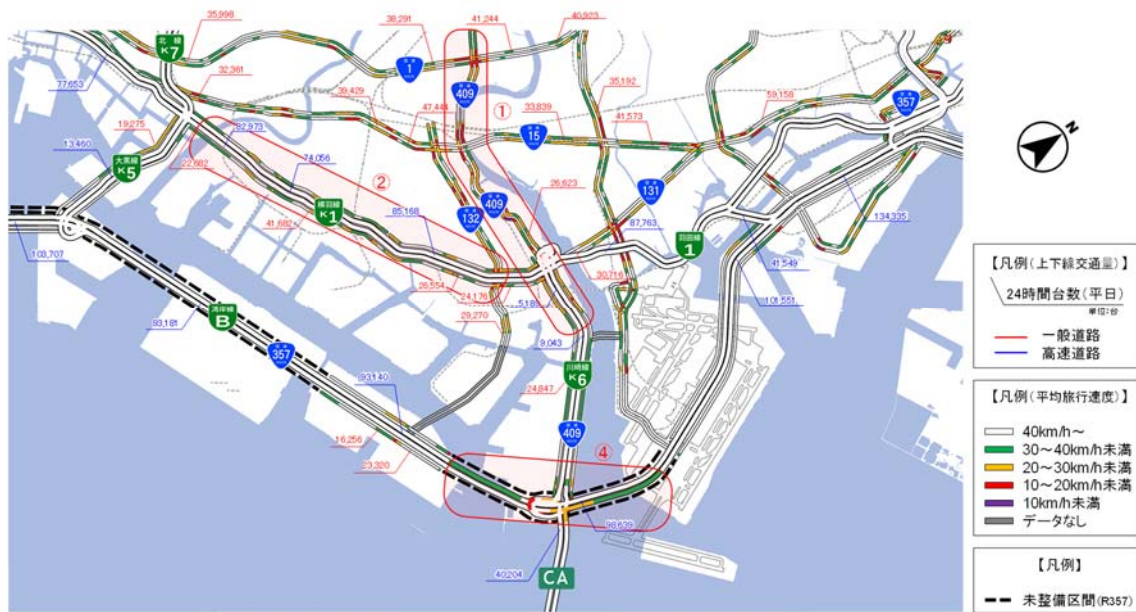 35,998
38,291
41,244
40,923
北線
K7
国道
1
77,653
32,361
39,429
47,444
409
①
15
33,839
35,192
41,573
59,158
357
N
19,275
13,460
大黒線
K5
22,682
92,973
74,056
②
横羽線
K1
41,682
85,168
132
409
26,623
131
87,763
羽田線
1
134,335
41,549
101,551
103,707
26,554
24,176
30,716
29,270
9,043
93,181
湾岸線
B
357
93,140
16,256
23,320
川崎線
K6
24,847
409
④
98,639
40,204
CA
【凡例(上下線交通量)】
24時間台数(平日)
単位:台
一般道路
高速道路
【凡例(平均旅行速度)】
40km/h～
30～40km/h未満
20～30km/h未満
10～20km/h未満
10km/h未満
データなし
【凡例】
未整備区間(R357)